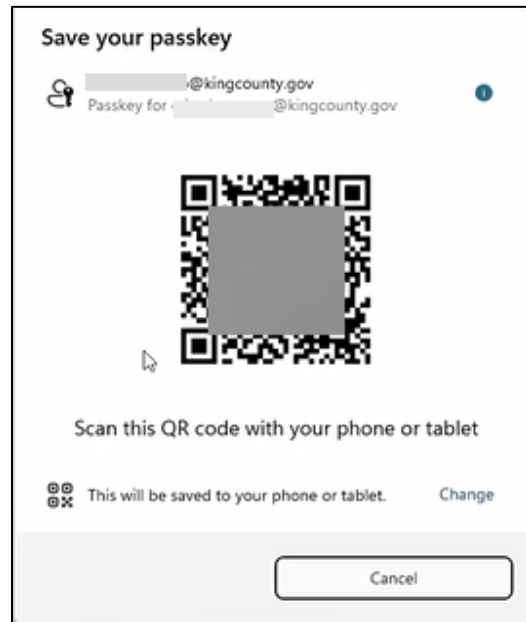 Save your passkey
@kingcounty.gov
Passkey for @kingcounty.gov
Scan this QR code with your phone or tablet
This will be saved to your phone or tablet. Change
Cancel